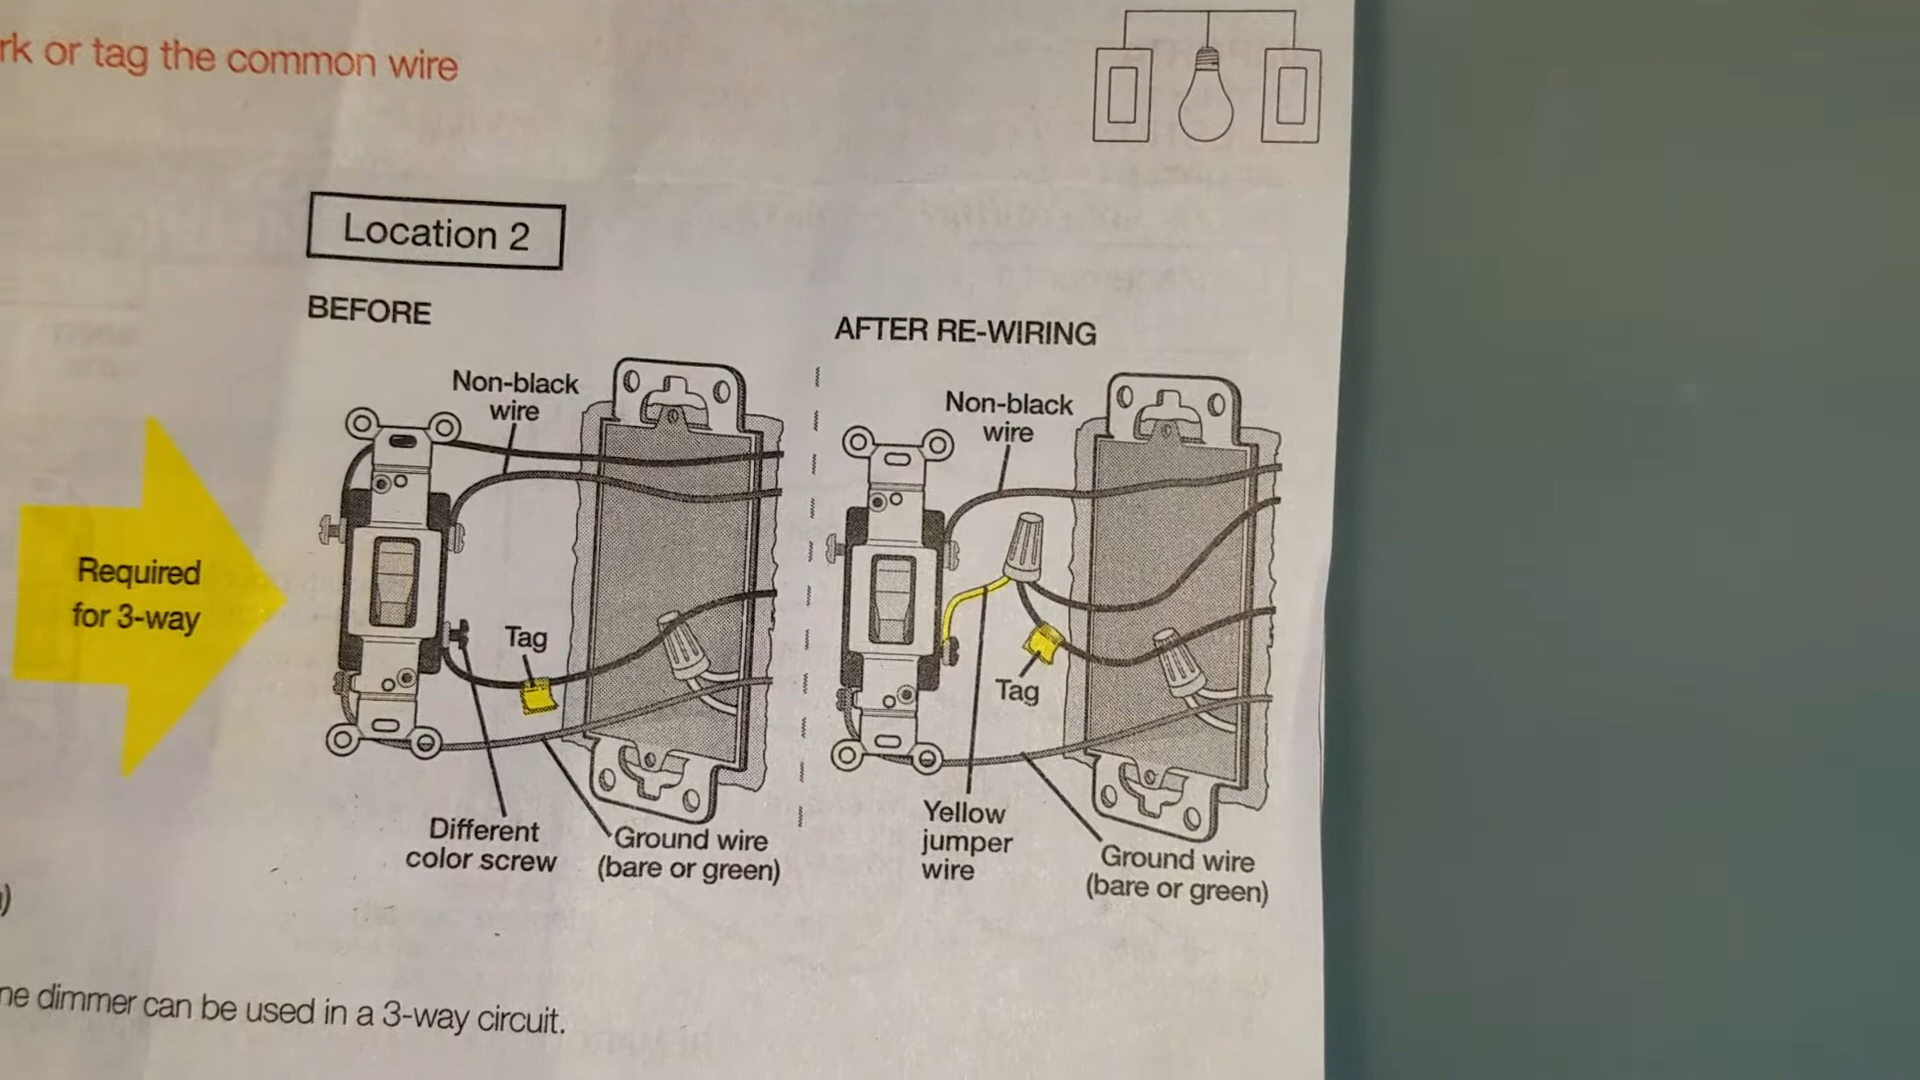 or tag the common wire
Location 2
BEFORE
AFTER RE-WIRING
Non-black
wire
Non-black
wire
Required
for 3-way
Tag
Tag
Different
color screw
Ground wire
(bare or green)
Yellow
jumper
wire
Ground wire
(bare or green)
dimmer can be used in a 3-way circuit.